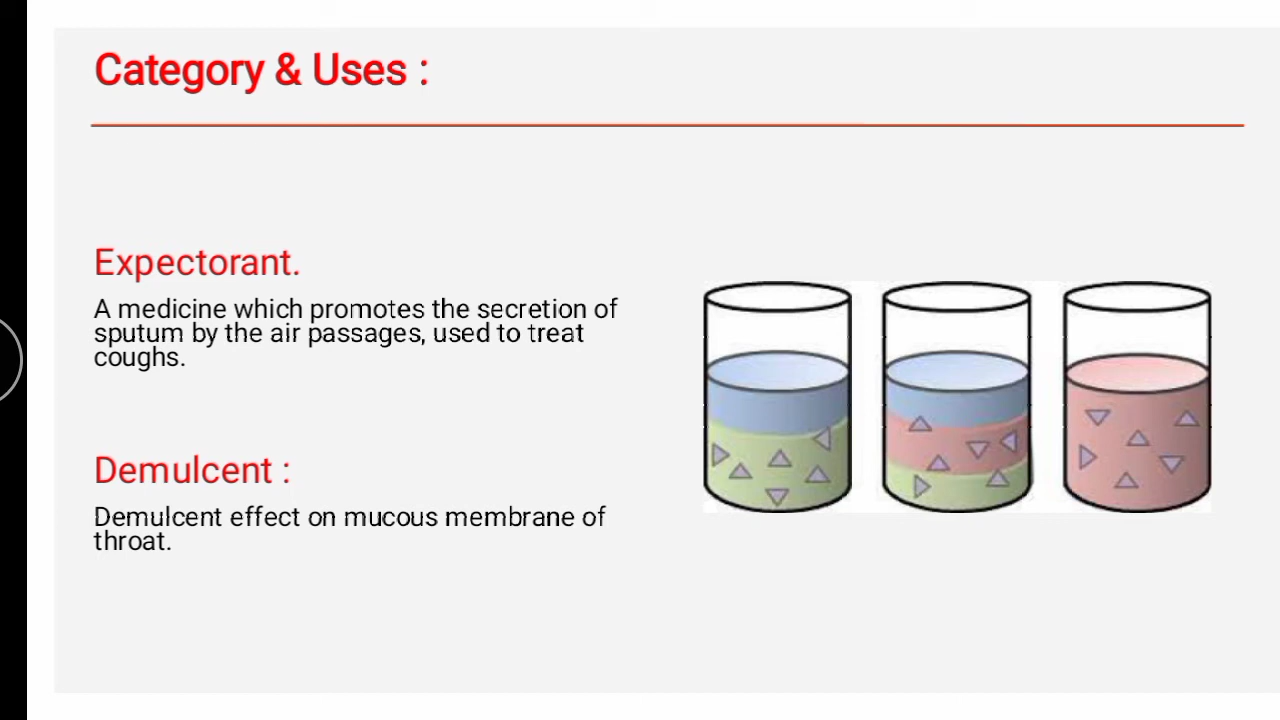 Category & Uses :
Expectorant.
A medicine which promotes the secretion of
sputum by the air passages, used to treat
coughs.
Demulcent :
Demulcent effect on mucous membrane of
throat.